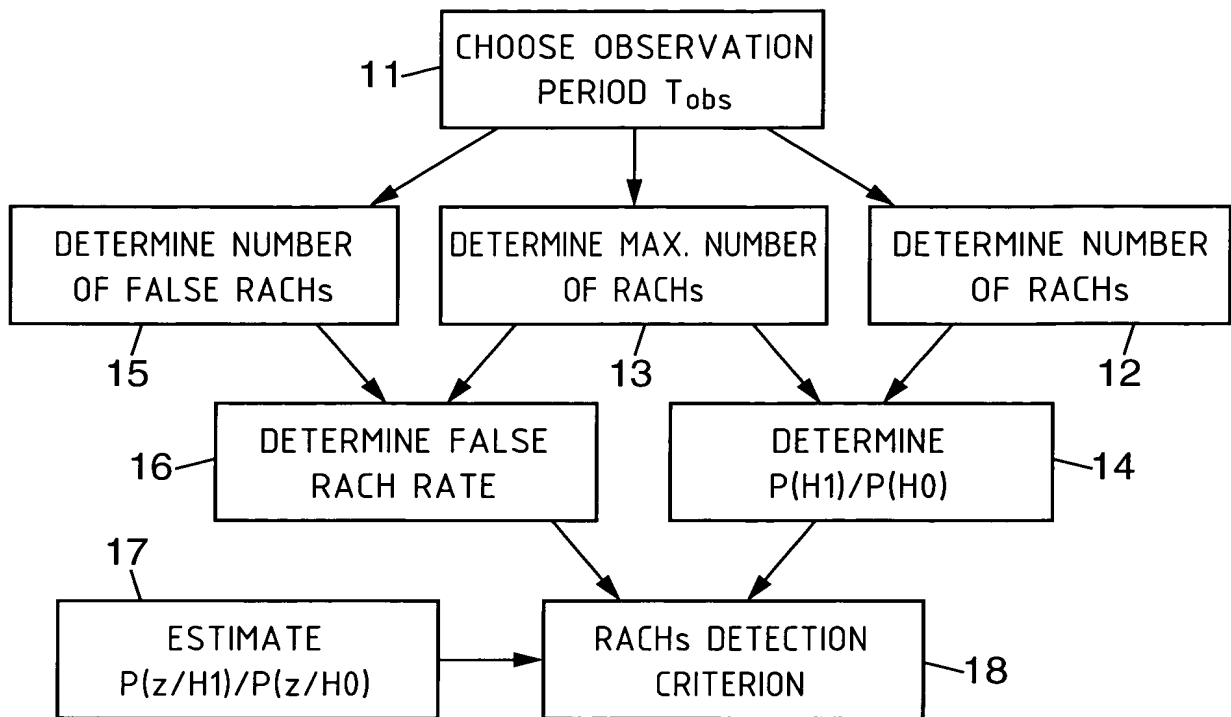 CHOOSE OBSERVATION
PERIOD Tobs
11
DETERMINE NUMBER
OF FALSE RACHs
15
DETERMINE MAX. NUMBER
OF RACHs
13
DETERMINE NUMBER
OF RACHs
12
DETERMINE FALSE
RACH RATE
16
DETERMINE
P(H1)/P(H0)
14
17
ESTIMATE
P(z/H1)/P(z/H0)
RACHs DETECTION
CRITERION
18